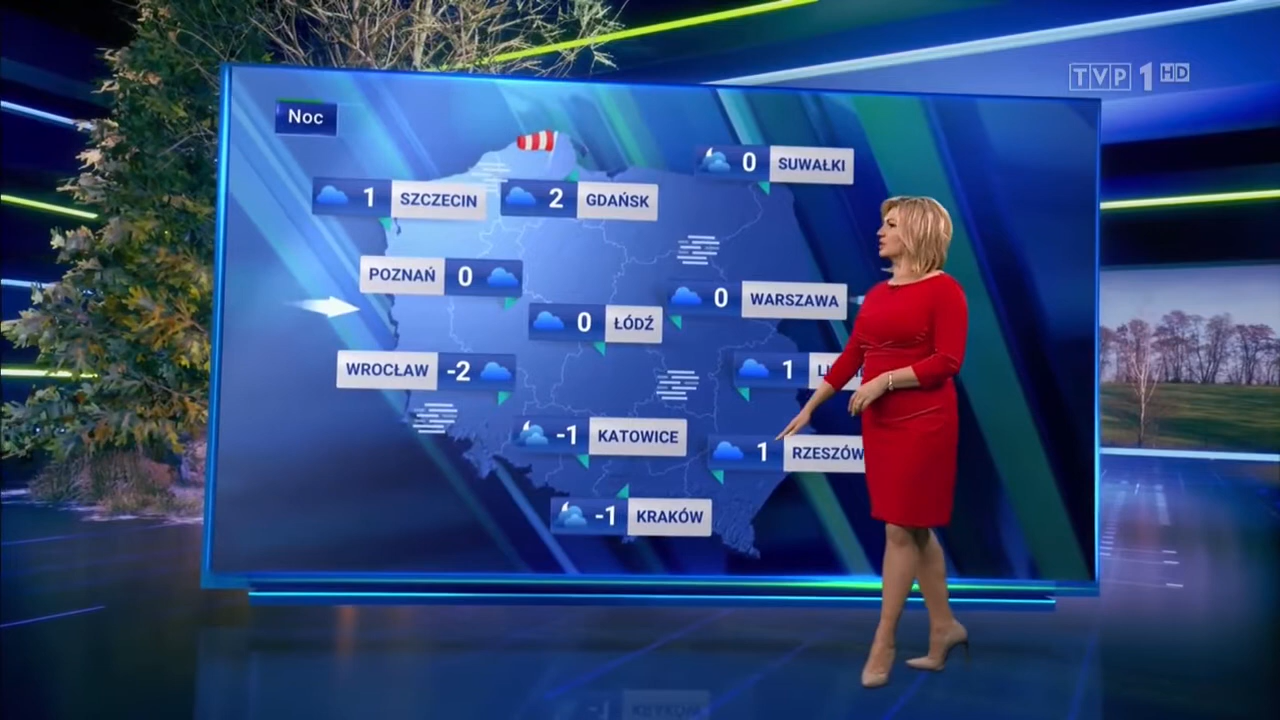 TVP 1 HD
Noc
0 SUWAŁKI
1 SZCZECIN
2 GDAŃSK
POZNAŃ 0
0 WARSZAWA
0 ŁÓDŹ
WROCŁAW -2
1
-1 KATOWICE
1 RZESZÓW
-1 KRAKÓW